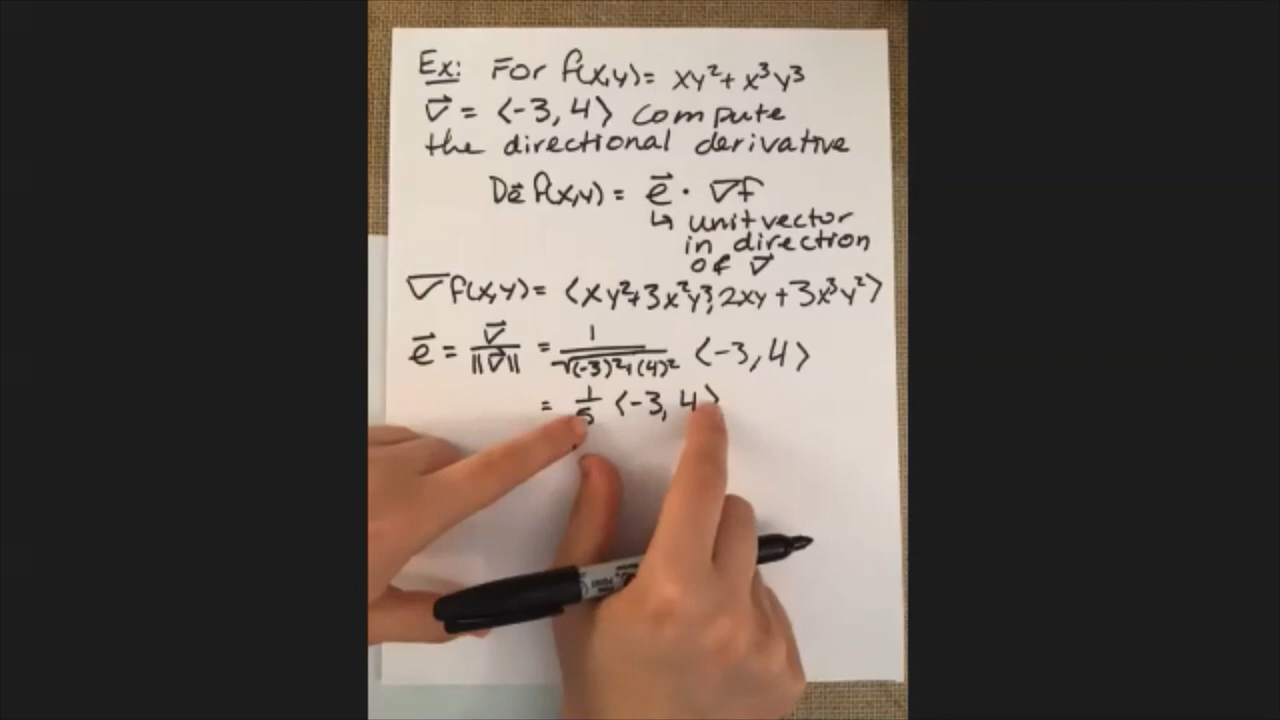 Ex: For f(x,y)= xy²+ x³y³
v⃗ = ⟨-3, 4⟩ compute
the directional derivative
De⃗ f(x,y) = e⃗ · ∇f
↳ unit vector
in direction
of v⃗
∇f(x,y) = ⟨xy²+3x²y³, 2xy+3x³y²⟩
e⃗ = v⃗/||v⃗|| = 1/√(-3)²+(4)² ⟨-3, 4⟩
= 1/5 ⟨-3, 4⟩